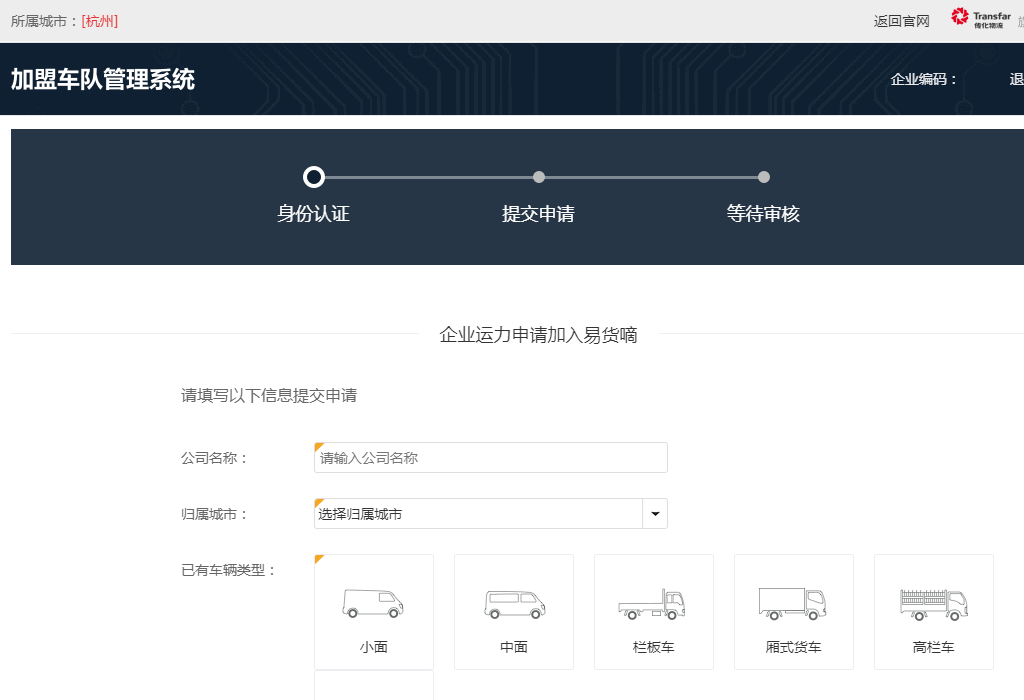 所属城市：[杭州]
返回官网
Transfar
传化物流
加盟车队管理系统
企业编码：
退
身份认证
提交申请
等待审核
企业运力申请加入易货嘀
请填写以下信息提交申请
公司名称：
请输入公司名称
归属城市：
选择归属城市
已有车辆类型：
小面
中面
栏板车
厢式货车
高栏车